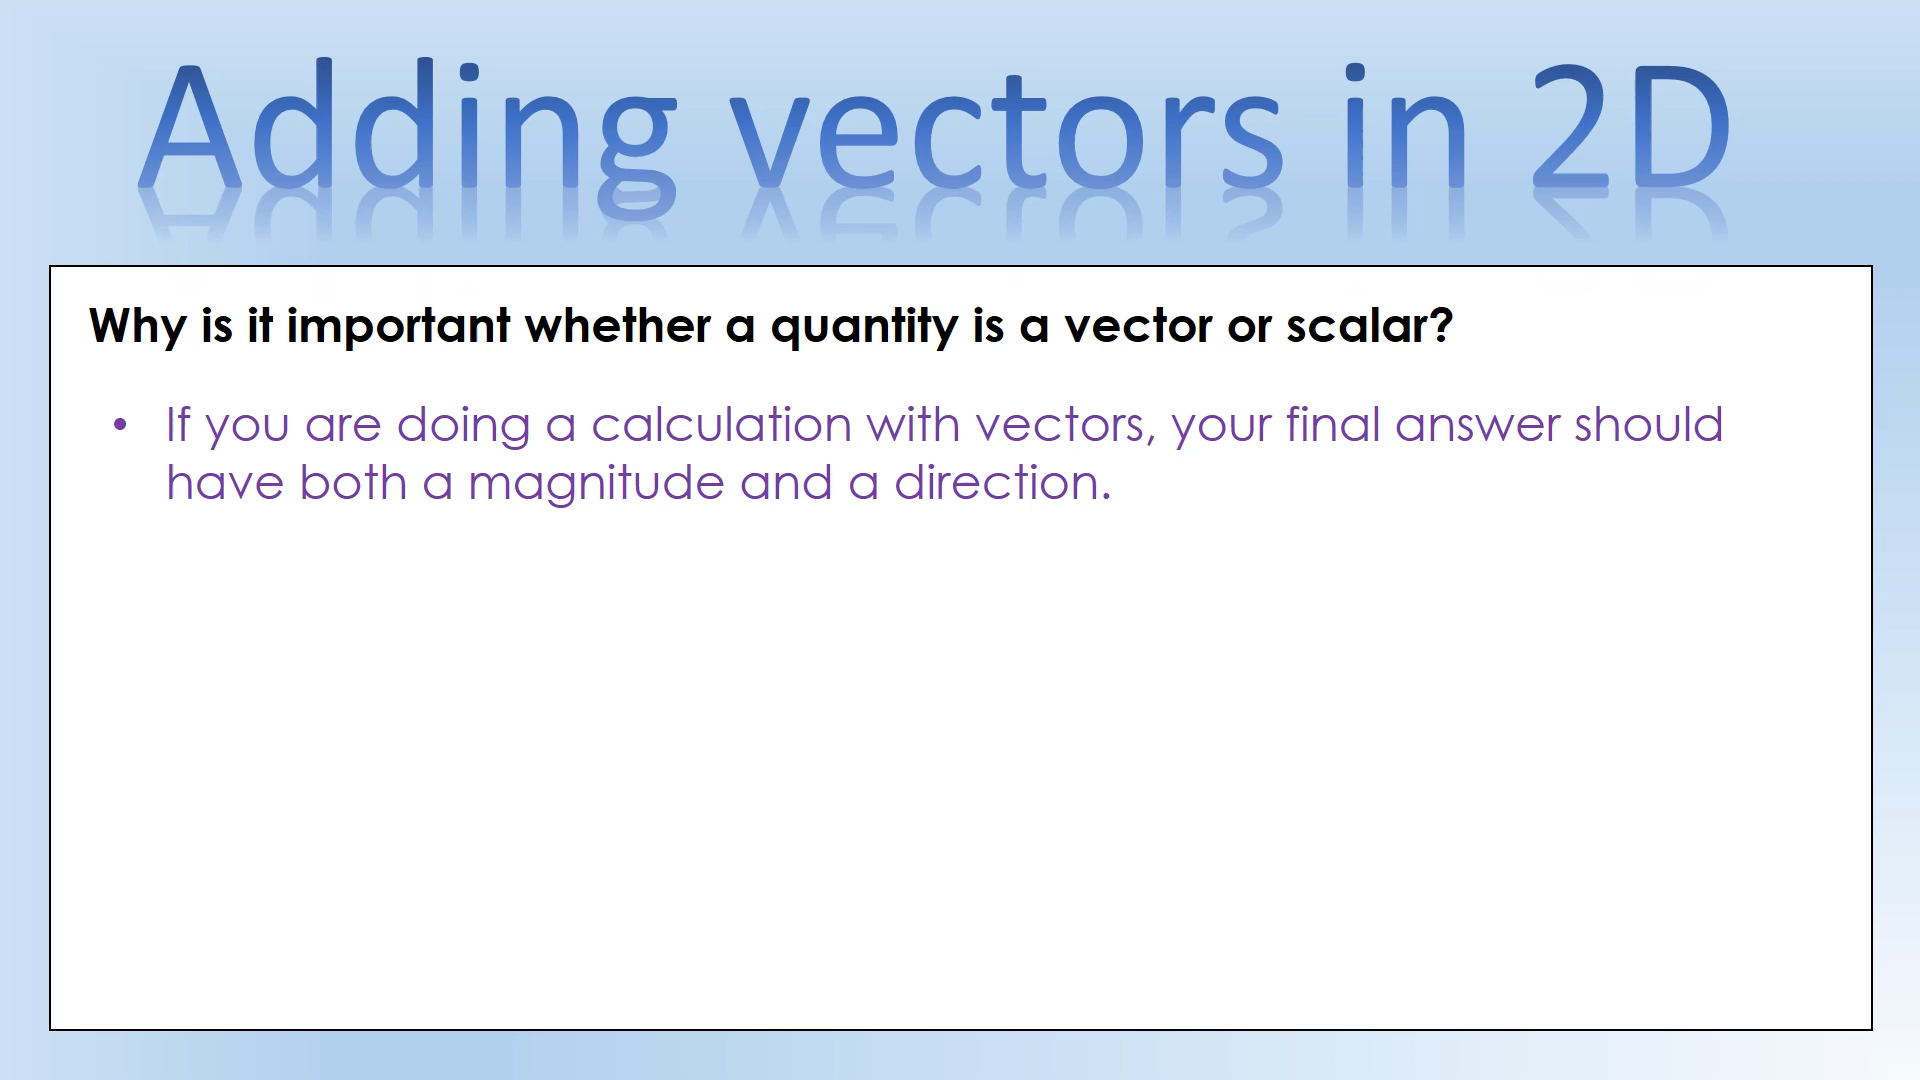 Adding vectors in 2D
Why is it important whether a quantity is a vector or scalar?
• If you are doing a calculation with vectors, your final answer should
have both a magnitude and a direction.